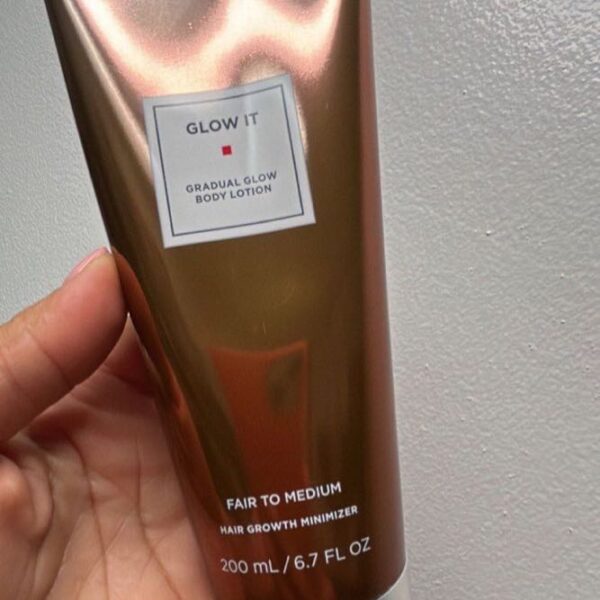 GLOW IT
GRADUAL GLOW
BODY LOTION
FAIR TO MEDIUM
HAIR GROWTH MINIMIZER
200 mL / 6.7 FL OZ